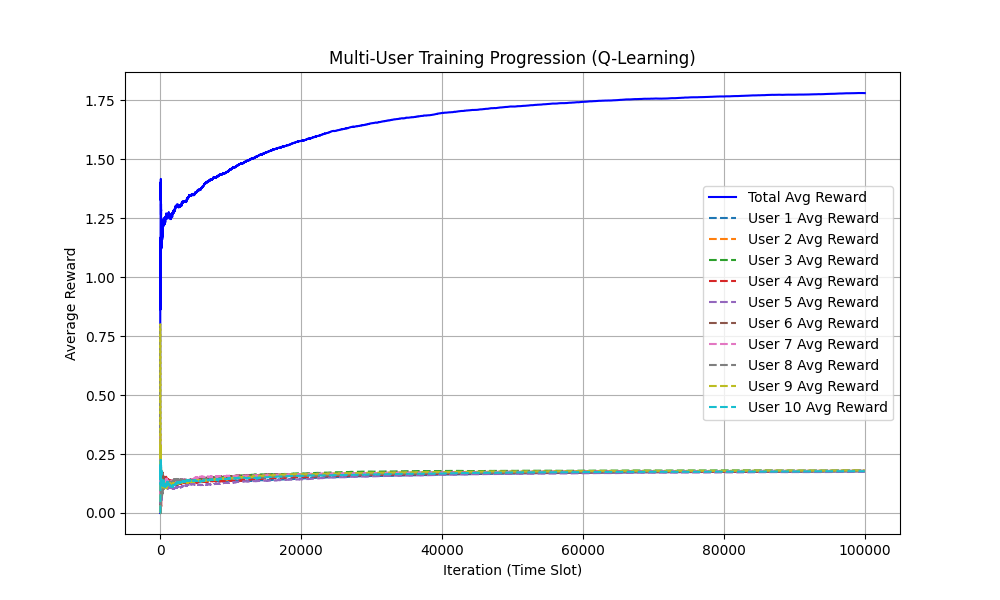 Multi-User Training Progression (Q-Learning)
Average Reward
1.75
1.50
1.25
1.00
0.75
0.50
0.25
0.00
Total Avg Reward
User 1 Avg Reward
User 2 Avg Reward
User 3 Avg Reward
User 4 Avg Reward
User 5 Avg Reward
User 6 Avg Reward
User 7 Avg Reward
User 8 Avg Reward
User 9 Avg Reward
User 10 Avg Reward
0 20000 40000 60000 80000 100000
Iteration (Time Slot)